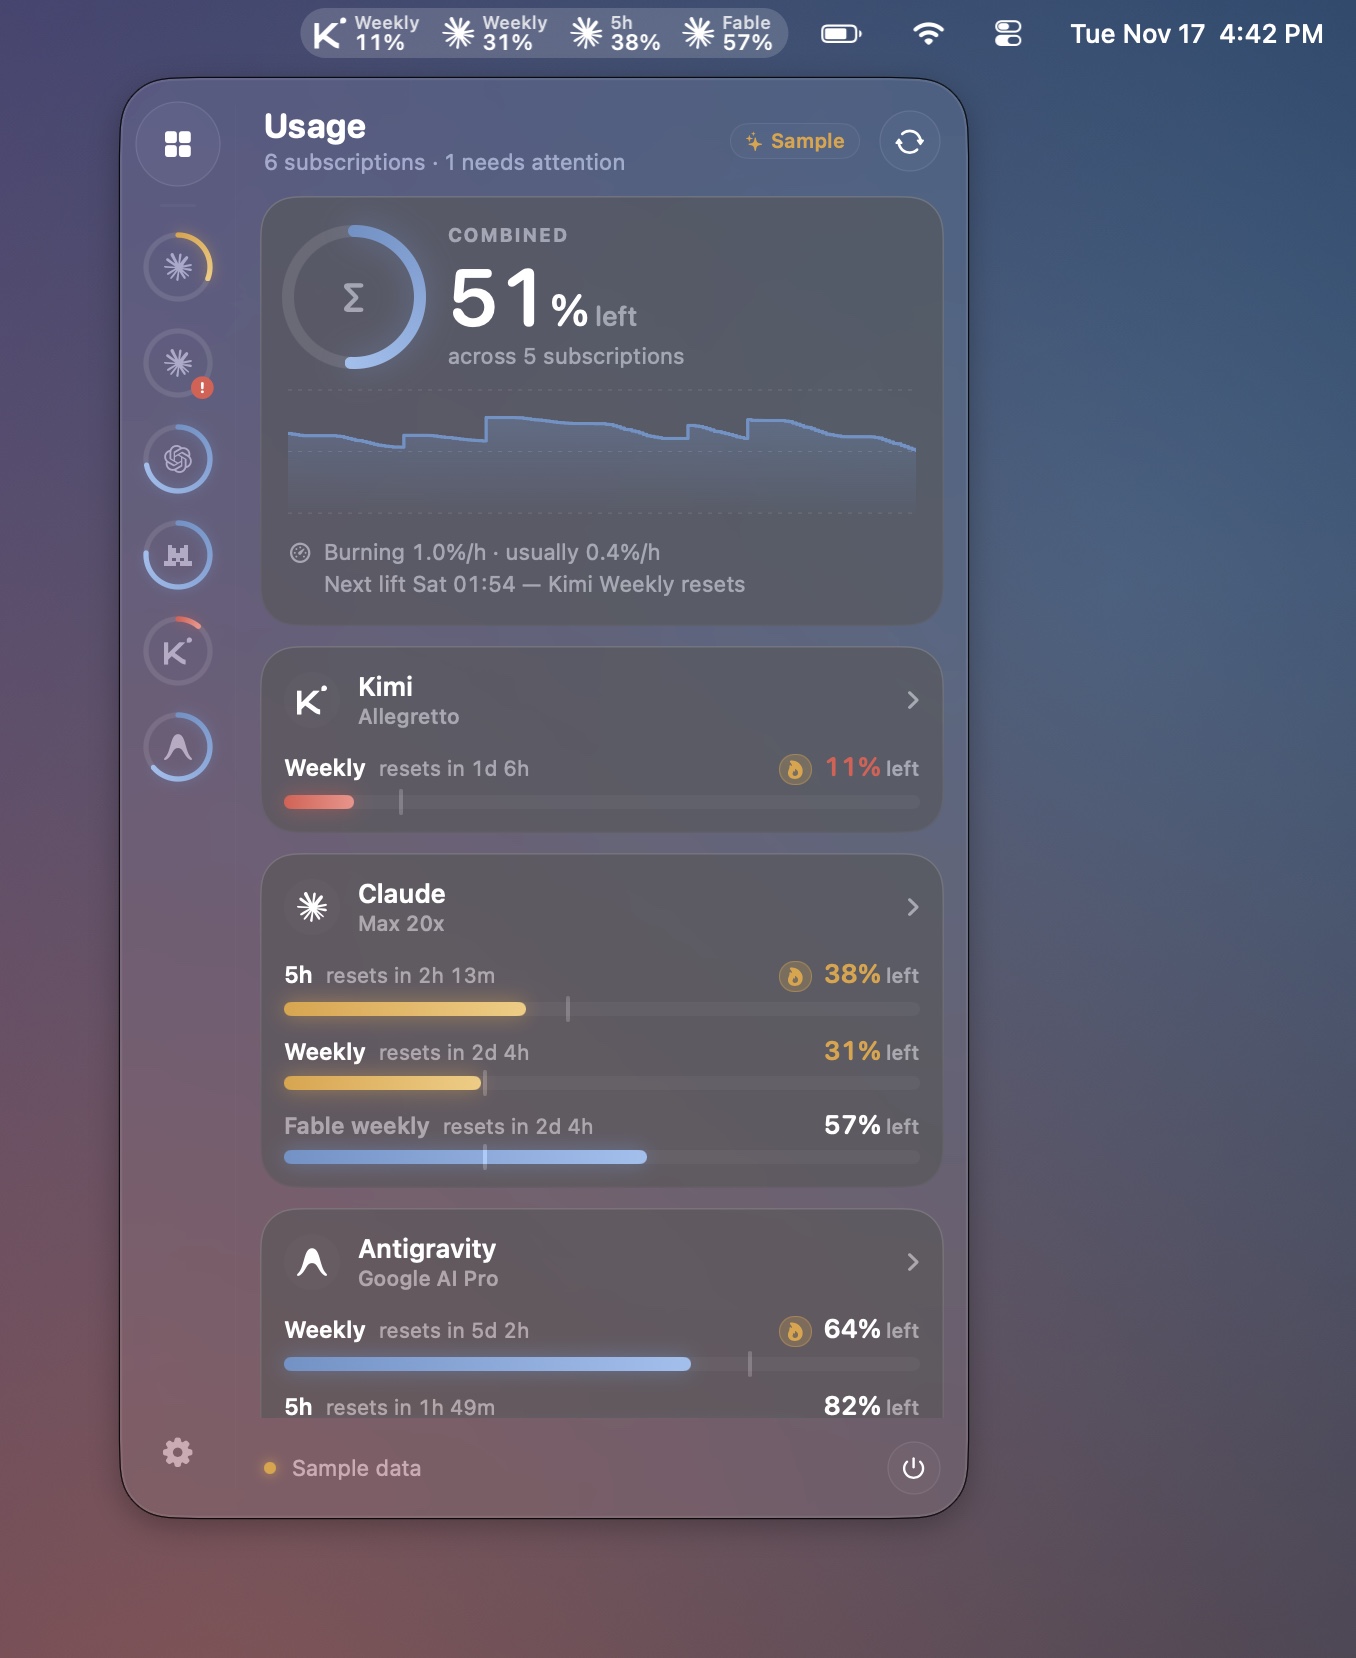 Weekly 11%
Weekly 31%
5h 38%
Fable 57%
Tue Nov 17 4:42 PM
Usage
6 subscriptions · 1 needs attention
Sample
COMBINED
Σ
51% left
across 5 subscriptions
Burning 1.0%/h · usually 0.4%/h
Next lift Sat 01:54 — Kimi Weekly resets
Kimi
Allegretto
Weekly resets in 1d 6h 11% left
Claude
Max 20x
5h resets in 2h 13m 38% left
Weekly resets in 2d 4h 31% left
Fable weekly resets in 2d 4h 57% left
Antigravity
Google AI Pro
Weekly resets in 5d 2h 64% left
5h resets in 1h 49m 82% left
Sample data